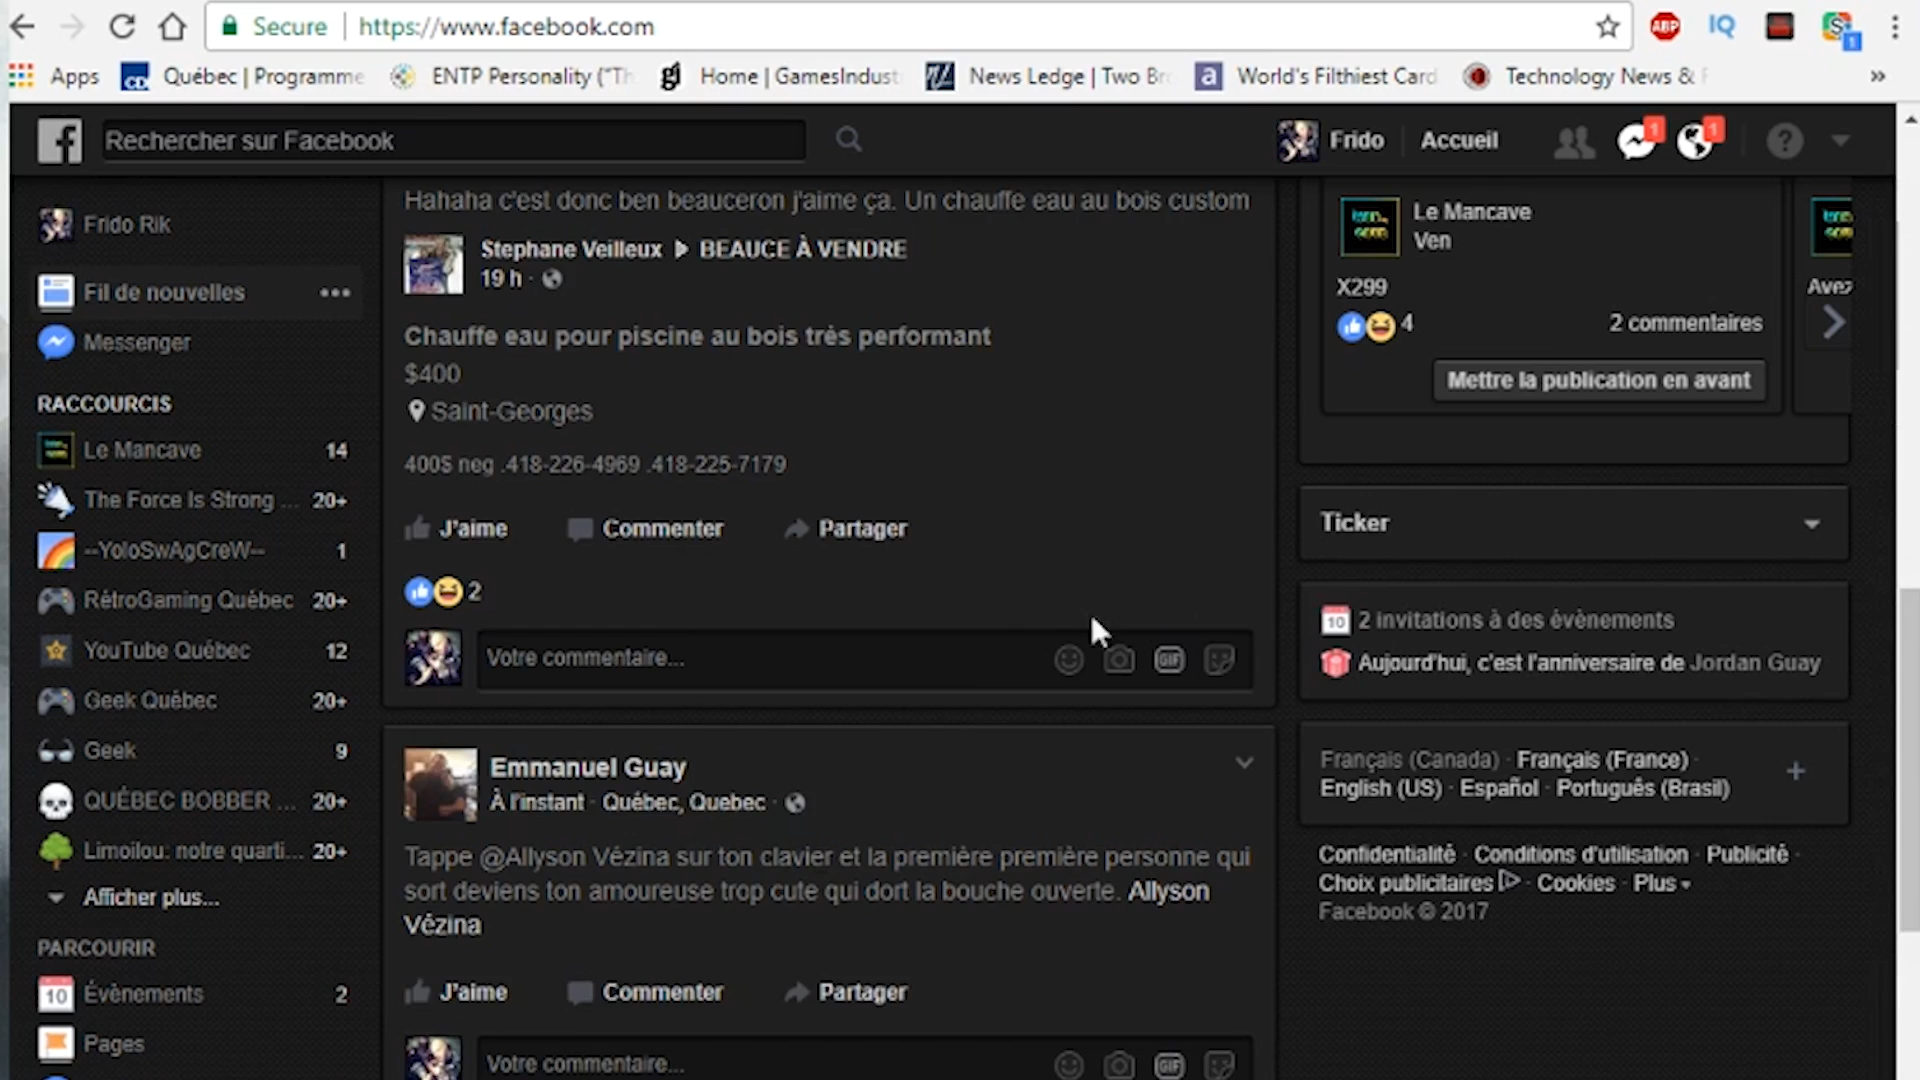 Secure https://www.facebook.com
Apps Québec | Programme ENTP Personality ("Th Home | GamesIndust News Ledge | Two Br World's Filthiest Card Technology News & F »
Rechercher sur Facebook
Frido Accueil 1 1 ?
Frido Rik
Fil de nouvelles
Messenger
RACCOURCIS
Le Mancave 14
The Force Is Strong ... 20+
--YoloSwAgCreW-- 1
RétroGaming Québec 20+
YouTube Québec 12
Geek Québec 20+
Geek 9
QUÉBEC BOBBER ... 20+
Limoilou: notre quarti... 20+
Afficher plus...
PARCOURIR
10 Évènements 2
Pages
Hahaha c'est donc ben beauceron j'aime ça. Un chauffe eau au bois custom
Stephane Veilleux ▶ BEAUCE À VENDRE
19 h ·
Chauffe eau pour piscine au bois très performant
$400
Saint-Georges
400$ neg .418-226-4969 .418-225-7179
J'aime Commenter Partager
2
Votre commentaire... GIF
Emmanuel Guay
À l'instant · Québec, Quebec ·
Tappe @Allyson Vézina sur ton clavier et la première première personne qui
sort deviens ton amoureuse trop cute qui dort la bouche ouverte. Allyson
Vézina
J'aime Commenter Partager
Votre commentaire... GIF
Le Mancave
Ven
X299
4 2 commentaires
Mettre la publication en avant
Avez
Ticker
10 2 invitations à des évènements
Aujourd'hui, c'est l'anniversaire de Jordan Guay
Français (Canada) · Français (France) ·
English (US) · Español · Português (Brasil)
+
Confidentialité · Conditions d'utilisation · Publicité ·
Choix publicitaires · Cookies · Plus
Facebook © 2017